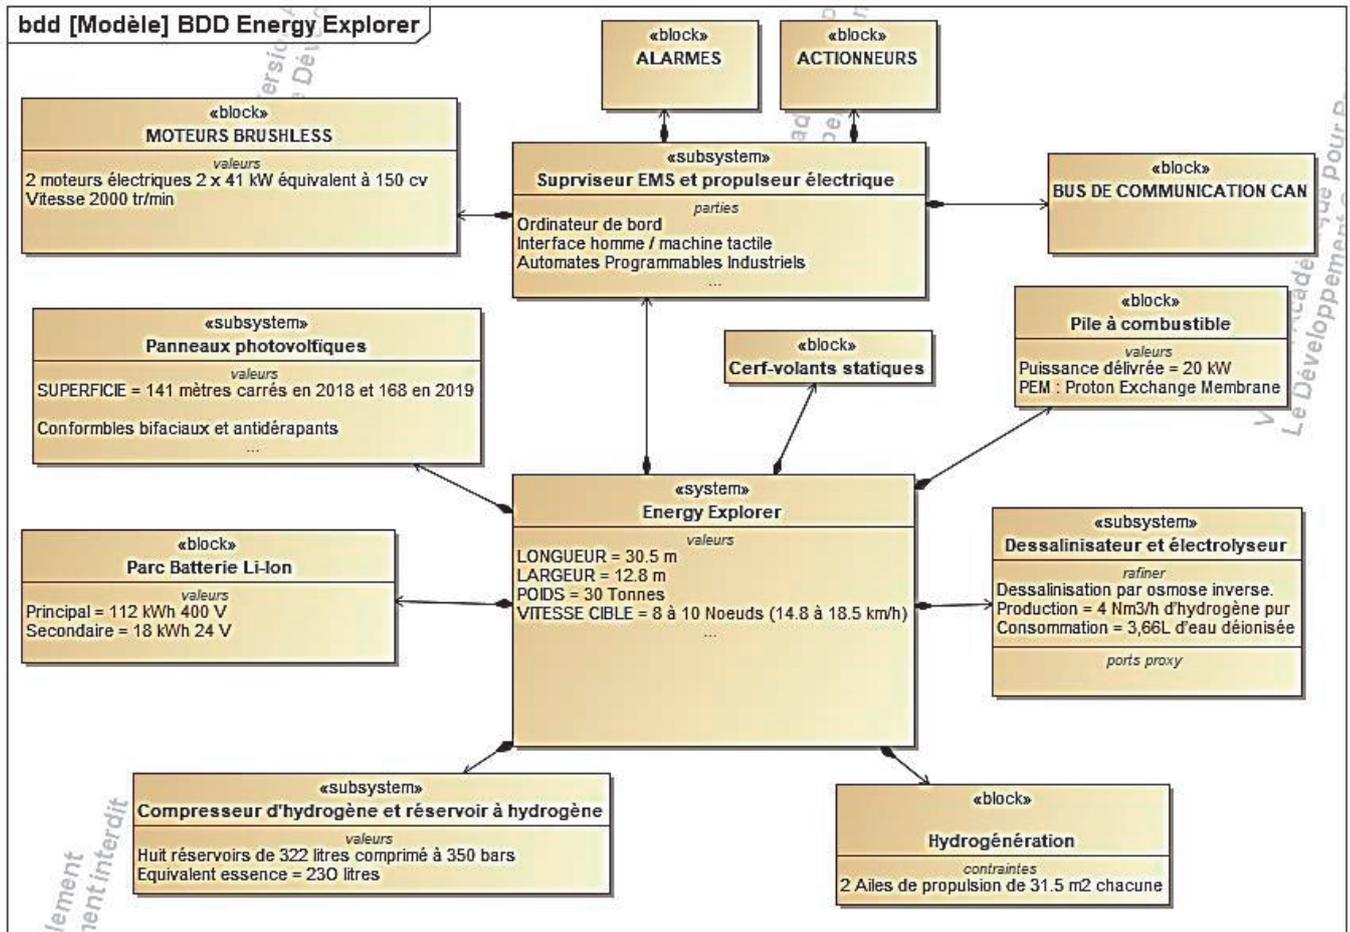 bdd [Modèle] BDD Energy Explorer
«block»
ALARMES
«block»
ACTIONNEURS
«block»
MOTEURS BRUSHLESS
valeurs
2 moteurs électriques 2 x 41 kW équivalent à 150 cv
Vitesse 2000 tr/min
«subsystem»
Suprviseur EMS et propulseur électrique
parties
Ordinateur de bord
Interface homme / machine tactile
Automates Programmables Industriels
...
«block»
BUS DE COMMUNICATION CAN
«subsystem»
Panneaux photovoltïques
valeurs
SUPERFICIE = 141 mètres carrés en 2018 et 168 en 2019
Conformbles bifaciaux et antidérapants
...
«block»
Cerf-volants statiques
«block»
Pile à combustible
valeurs
Puissance délivrée = 20 kW
PEM : Proton Exchange Membrane
«system»
Energy Explorer
valeurs
LONGUEUR = 30.5 m
LARGEUR = 12.8 m
POIDS = 30 Tonnes
VITESSE CIBLE = 8 à 10 Noeuds (14.8 à 18.5 km/h)
...
«block»
Parc Batterie Li-Ion
valeurs
Principal = 112 kWh 400 V
Secondaire = 18 kWh 24 V
«subsystem»
Dessalinisateur et électrolyseur
rafiner
Dessalinisation par osmose inverse.
Production = 4 Nm3/h d'hydrogène pur
Consommation = 3,66L d'eau déionisée
ports proxy
«subsystem»
Compresseur d'hydrogène et réservoir à hydrogène
valeurs
Huit réservoirs de 322 litres comprimé à 350 bars
Equivalent essence = 23O litres
«block»
Hydrogénération
contraintes
2 Ailes de propulsion de 31.5 m2 chacune
Le Développement
lement
ment interdit